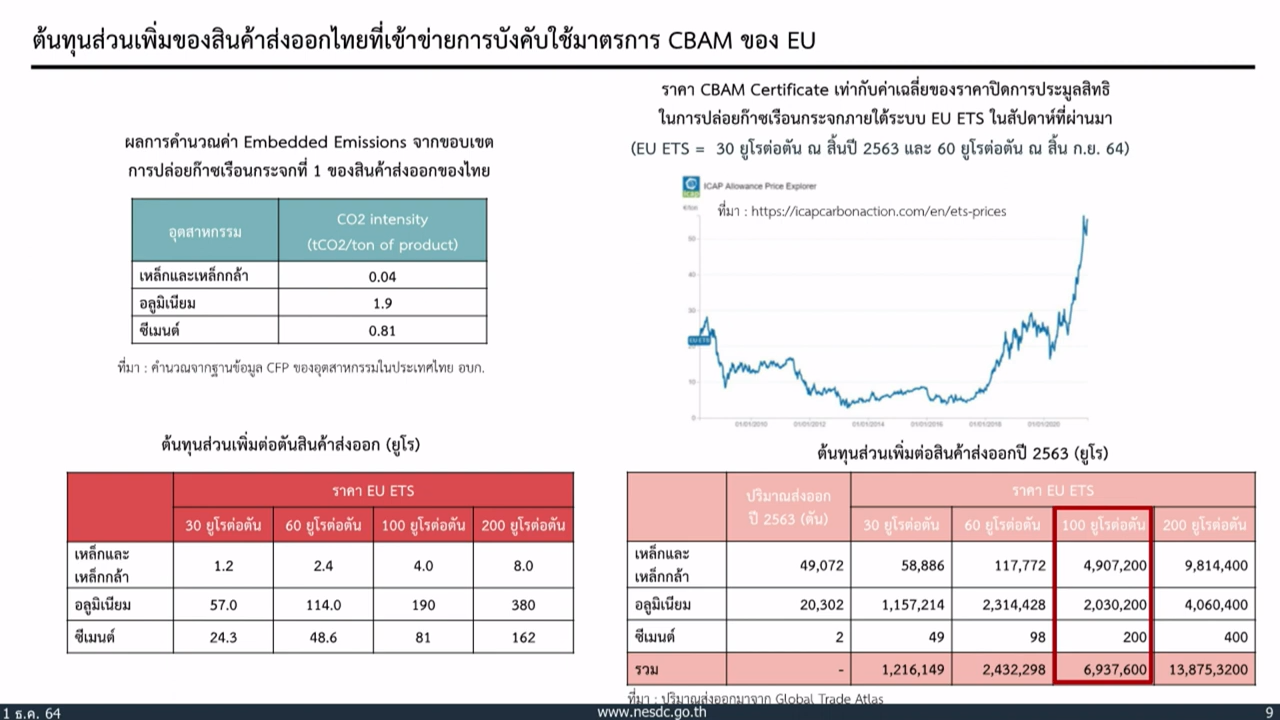 ต้นทุนส่วนเพิ่มของสินค้าส่งออกไทยที่เข้าข่ายการบังคับใช้มาตรการ CBAM ของ EU
ผลการคำนวณค่า Embedded Emissions จากขอบเขต
การปล่อยก๊าซเรือนกระจกที่ 1 ของสินค้าส่งออกของไทย
อุตสาหกรรม CO2 intensity
(tCO2/ton of product)
เหล็กและเหล็กกล้า 0.04
อลูมิเนียม 1.9
ซีเมนต์ 0.81
ที่มา : คำนวณจากฐานข้อมูล CFP ของอุตสาหกรรมในประเทศไทย อบก.
ราคา CBAM Certificate เท่ากับค่าเฉลี่ยของราคาปิดการประมูลสิทธิ
ในการปล่อยก๊าซเรือนกระจกภายใต้ระบบ EU ETS ในสัปดาห์ที่ผ่านมา
(EU ETS = 30 ยูโรต่อตัน ณ สิ้นปี 2563 และ 60 ยูโรต่อตัน ณ สิ้น ก.ย. 64)
ICAP Allowance Price Explorer
ที่มา : https://icapcarbonaction.com/en/ets-prices
50
40
30
EU ETS
10
0
01/01/2010 01/01/2012 01/01/2014 01/01/2016 01/01/2018 01/01/2020
ต้นทุนส่วนเพิ่มต่อตันสินค้าส่งออก (ยูโร)
ราคา EU ETS
30 ยูโรต่อตัน 60 ยูโรต่อตัน 100 ยูโรต่อตัน 200 ยูโรต่อตัน
เหล็กและ
เหล็กกล้า 1.2 2.4 4.0 8.0
อลูมิเนียม 57.0 114.0 190 380
ซีเมนต์ 24.3 48.6 81 162
ต้นทุนส่วนเพิ่มต่อสินค้าส่งออกปี 2563 (ยูโร)
ปริมาณส่งออก
ปี 2563 (ตัน) ราคา EU ETS
30 ยูโรต่อตัน 60 ยูโรต่อตัน 100 ยูโรต่อตัน 200 ยูโรต่อตัน
เหล็กและ
เหล็กกล้า 49,072 58,886 117,772 4,907,200 9,814,400
อลูมิเนียม 20,302 1,157,214 2,314,428 2,030,200 4,060,400
ซีเมนต์ 2 49 98 200 400
รวม - 1,216,149 2,432,298 6,937,600 13,875,3200
ที่มา : ปริมาณส่งออกมาจาก Global Trade Atlas
1 ธ.ค. 64 www.nesdc.go.th 9